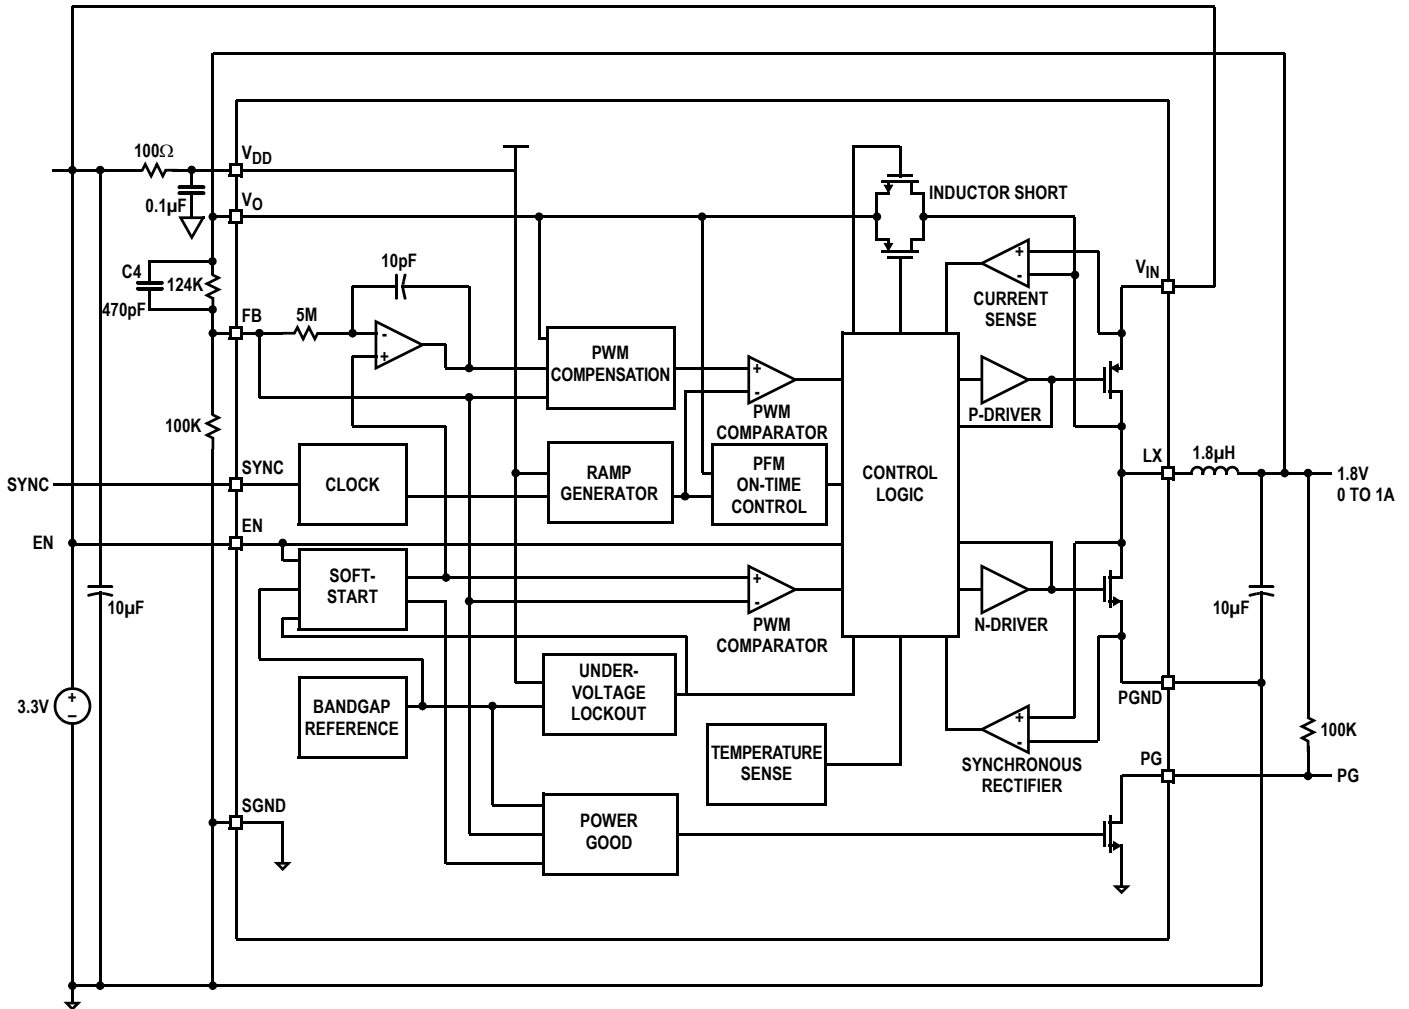 100Ω
V_DD
0.1µF
V_O
INDUCTOR SHORT
10pF
C4
124K
470pF
FB
5M
-
+
PWM
COMPENSATION
+
-
PWM
COMPARATOR
+
-
CURRENT
SENSE
V_IN
P-DRIVER
100K
SYNC
SYNC
CLOCK
RAMP
GENERATOR
PFM
ON-TIME
CONTROL
CONTROL
LOGIC
LX
1.8µH
1.8V
0 TO 1A
EN
EN
SOFT-
START
+
-
PWM
COMPARATOR
N-DRIVER
10µF
10µF
UNDER-
VOLTAGE
LOCKOUT
PGND
3.3V
+
–
BANDGAP
REFERENCE
TEMPERATURE
SENSE
+
-
SYNCHRONOUS
RECTIFIER
100K
PG
PG
SGND
POWER
GOOD